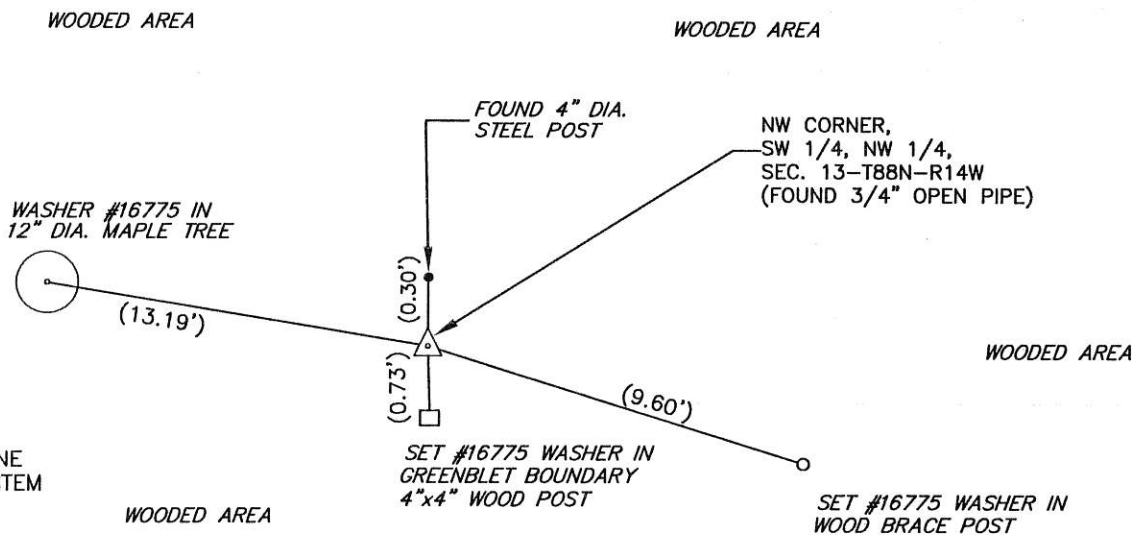 WOODED AREA
WOODED AREA
FOUND 4" DIA.
STEEL POST
NW CORNER,
SW 1/4, NW 1/4,
SEC. 13-T88N-R14W
(FOUND 3/4" OPEN PIPE)
WASHER #16775 IN
12" DIA. MAPLE TREE
(0.30')
(13.19')
WOODED AREA
(0.73')
(9.60')
NE
TEM
SET #16775 WASHER IN
GREENBLET BOUNDARY
4"x4" WOOD POST
WOODED AREA
SET #16775 WASHER IN
WOOD BRACE POST